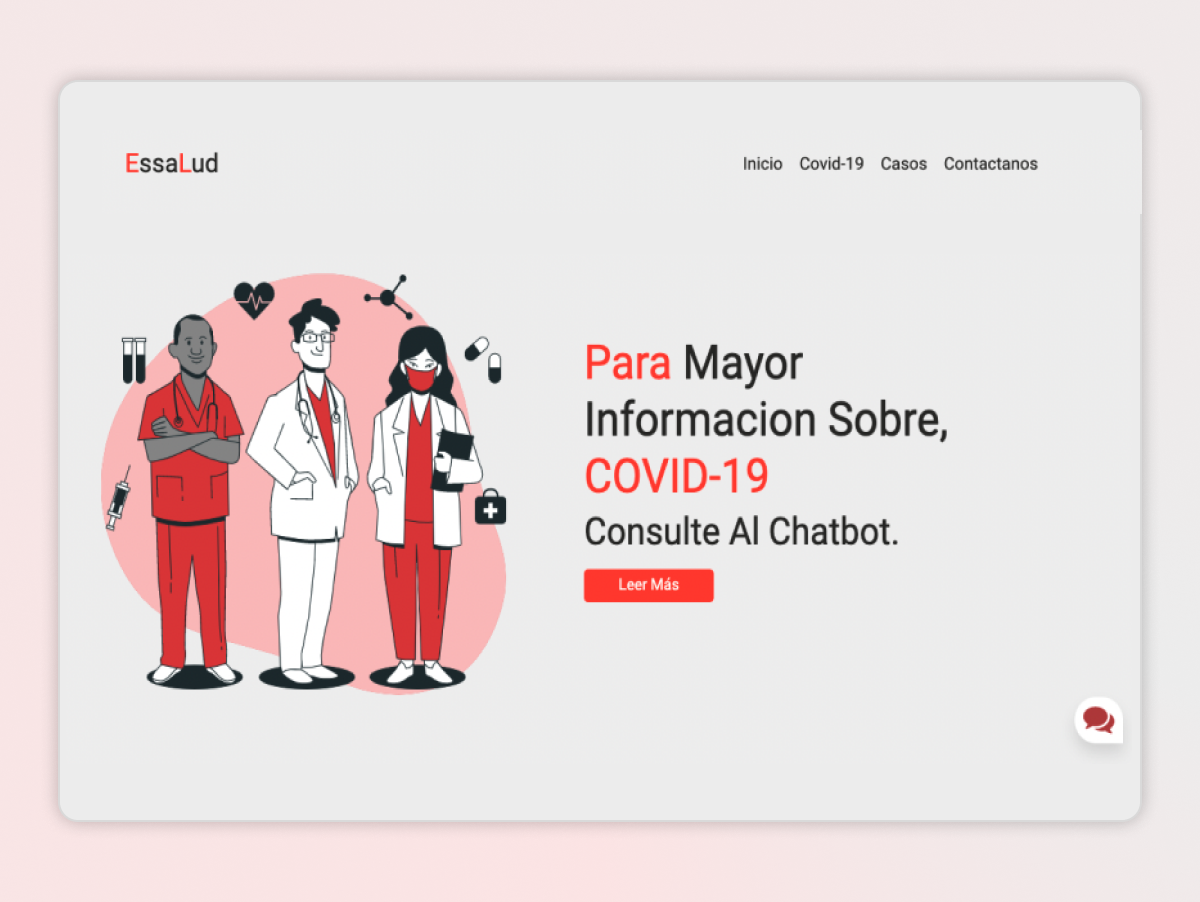 EssaLud
Inicio Covid-19 Casos Contactanos
Para Mayor
Informacion Sobre,
COVID-19
Consulte Al Chatbot.
Leer Más